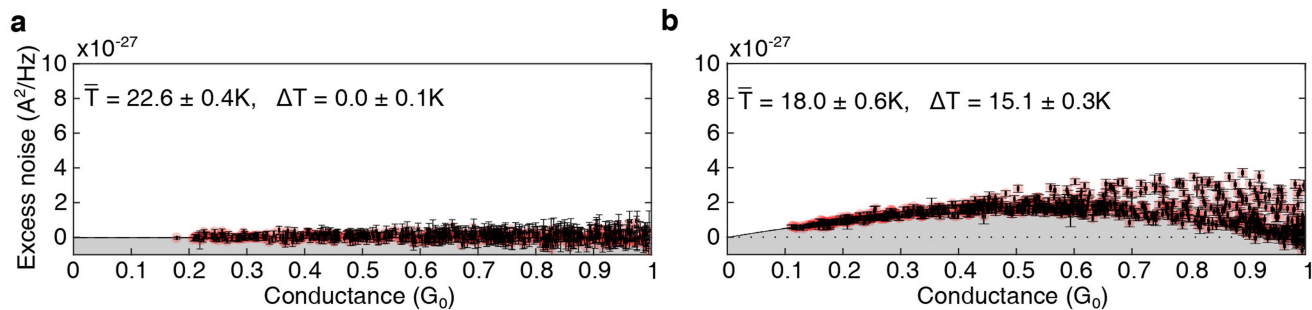 a
x10-27
Excess noise (A2/Hz)
10
8
6
4
2
0
T̿ = 22.6 ± 0.4K, ΔT = 0.0 ± 0.1K
0 0.1 0.2 0.3 0.4 0.5 0.6 0.7 0.8 0.9 1
Conductance (G0)
b
x10-27
10
8
6
4
2
0
T̿ = 18.0 ± 0.6K, ΔT = 15.1 ± 0.3K
0 0.1 0.2 0.3 0.4 0.5 0.6 0.7 0.8 0.9 1
Conductance (G0)